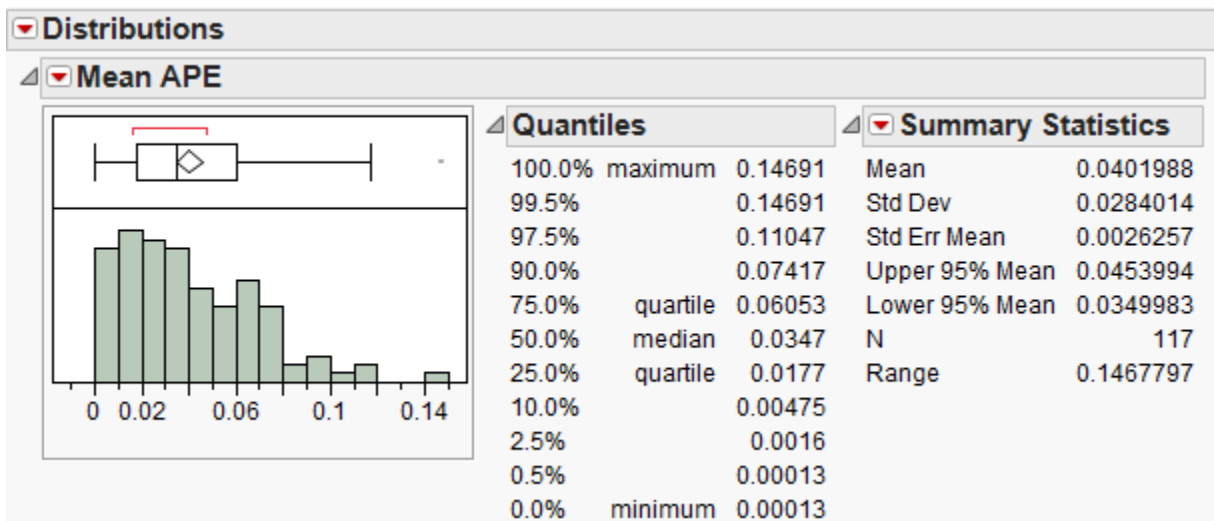 Distributions
Mean APE
0 0.02 0.06 0.1 0.14
Quantiles
100.0% maximum 0.14691
99.5% 0.14691
97.5% 0.11047
90.0% 0.07417
75.0% quartile 0.06053
50.0% median 0.0347
25.0% quartile 0.0177
10.0% 0.00475
2.5% 0.0016
0.5% 0.00013
0.0% minimum 0.00013
Summary Statistics
Mean 0.0401988
Std Dev 0.0284014
Std Err Mean 0.0026257
Upper 95% Mean 0.0453994
Lower 95% Mean 0.0349983
N 117
Range 0.1467797